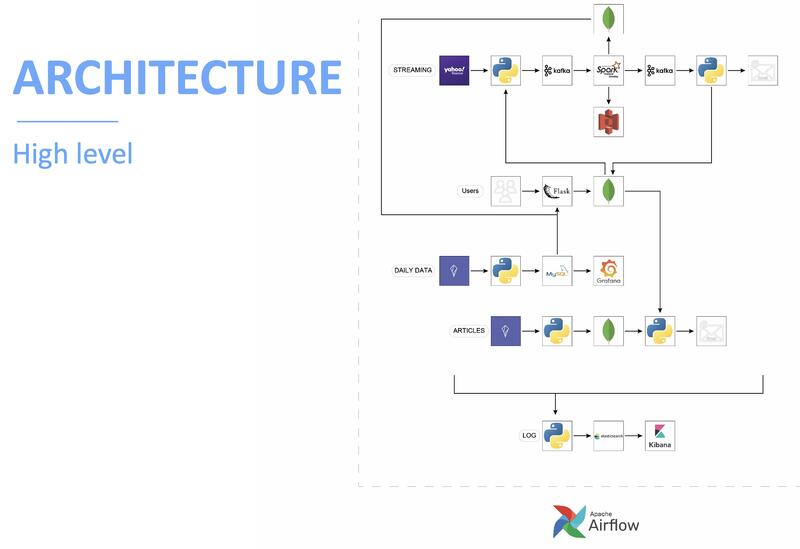 ARCHITECTURE
High level
STREAMING
yahoo!
finance
kafka
Spark
kafka
Users
Flask
DAILY DATA
MySQL
Grafana
ARTICLES
LOG
elasticsearch
Kibana
Apache
Airflow